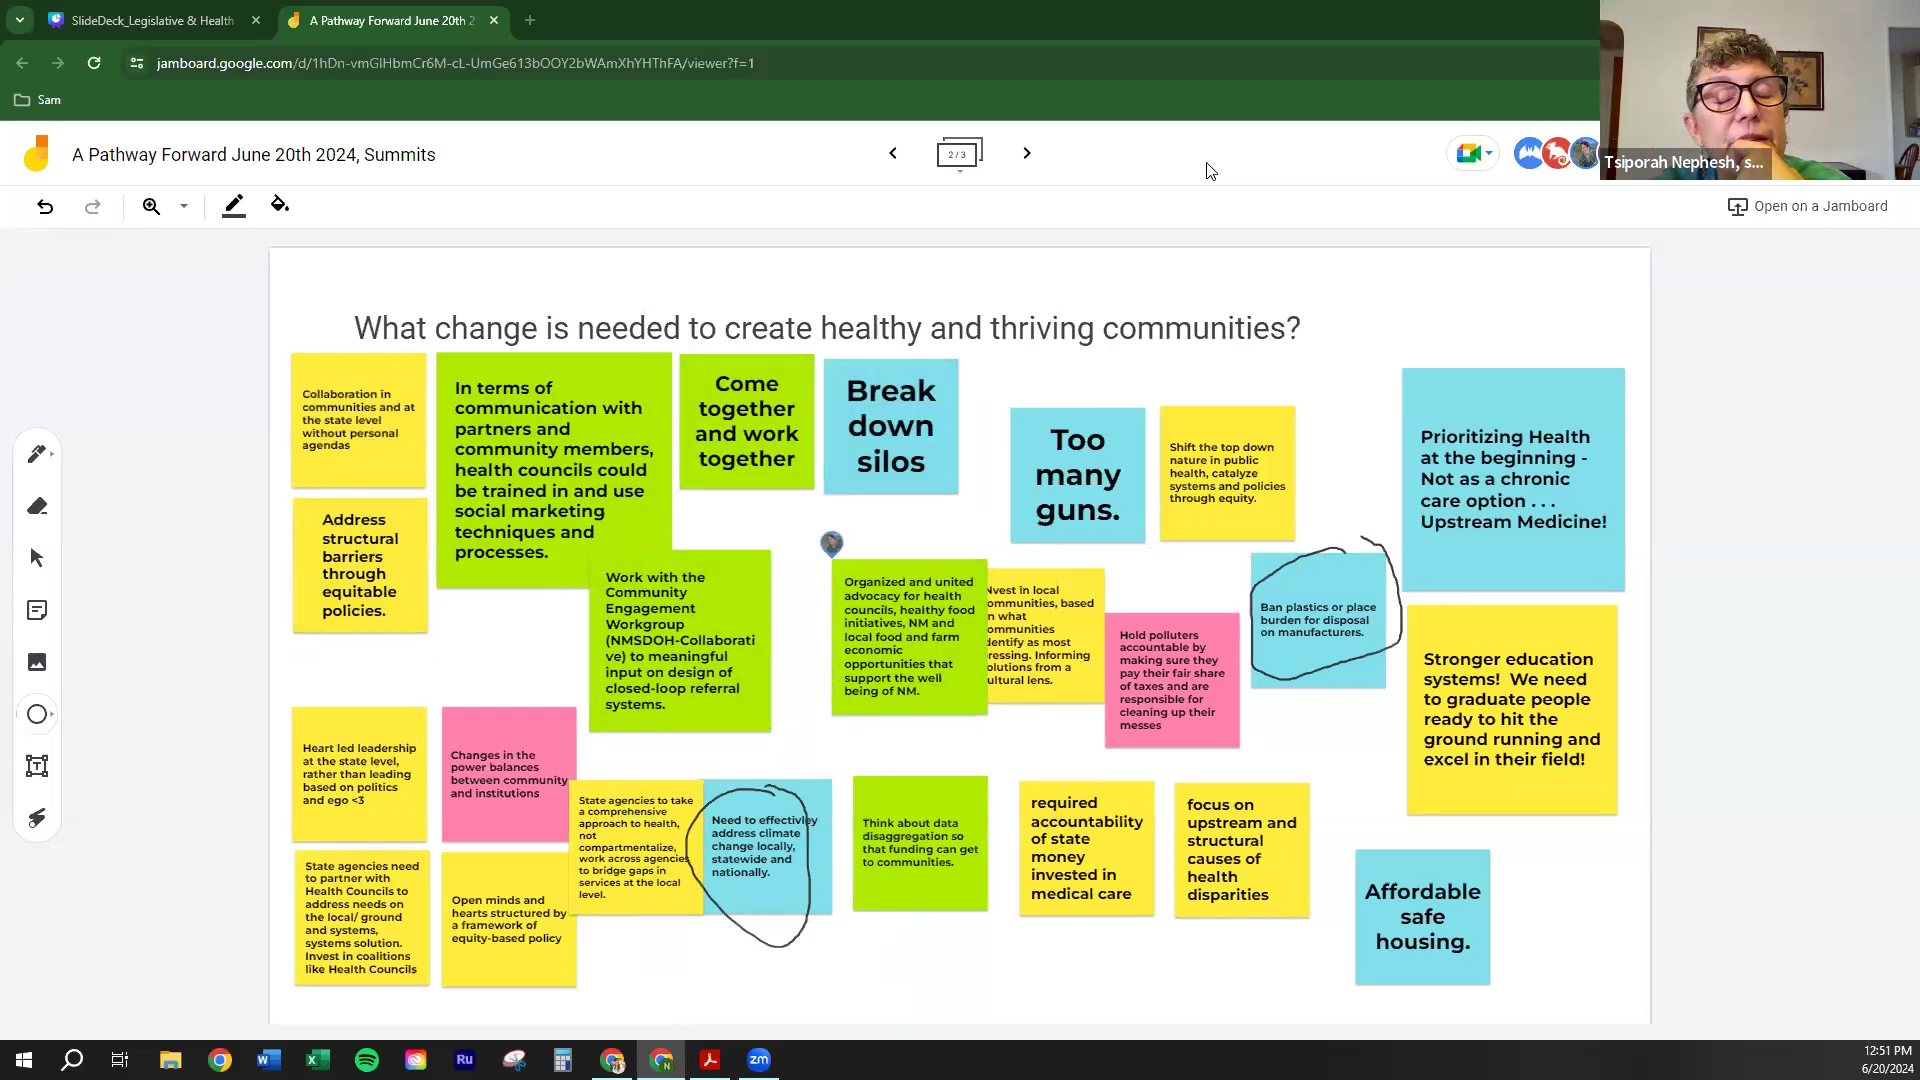 SlideDeck_Legislative & Health
A Pathway Forward June 20th 2
jamboard.google.com/d/1hDn-vmGlHbmCr6M-cL-UmGe613bOOY2bWAmXhYHThFA/viewer?f=1
Sam
A Pathway Forward June 20th 2024, Summits
2 / 3
Tsiporah Nephesh, s...
Open on a Jamboard
What change is needed to create healthy and thriving communities?
Collaboration in
communities and at
the state level
without personal
agendas
In terms of
communication with
partners and
community members,
health councils could
be trained in and use
social marketing
techniques and
processes.
Come
together
and work
together
Break
down
silos
Too
many
guns.
Shift the top down
nature in public
health, catalyze
systems and policies
through equity.
Prioritizing Health
at the beginning -
Not as a chronic
care option . . .
Upstream Medicine!
Address
structural
barriers
through
equitable
policies.
Work with the
Community
Engagement
Workgroup
(NMSDOH-Collaborati
ve) to meaningful
input on design of
closed-loop referral
systems.
Organized and united
advocacy for health
councils, healthy food
initiatives, NM and
local food and farm
economic
opportunities that
support the well
being of NM.
nvest in local
ommunities, based
n what
ommunities
dentify as most
ressing. Informing
olutions from a
ultural lens.
Hold polluters
accountable by
making sure they
pay their fair share
of taxes and are
responsible for
cleaning up their
messes
Ban plastics or place
burden for disposal
on manufacturers.
Stronger education
systems! We need
to graduate people
ready to hit the
ground running and
excel in their field!
Heart led leadership
at the state level,
rather than leading
based on politics
and ego <3
Changes in the
power balances
between community
and institutions
State agencies to take
a comprehensive
approach to health,
not
compartmentalize,
work across agencies
to bridge gaps in
services at the local
level.
Need to effectivley
address climate
change locally,
statewide and
nationally.
Think about data
disaggregation so
that funding can get
to communities.
required
accountability
of state
money
invested in
medical care
focus on
upstream and
structural
causes of
health
disparities
Affordable
safe
housing.
State agencies need
to partner with
Health Councils to
address needs on
the local/ ground
and systems,
systems solution.
Invest in coalitions
like Health Councils
Open minds and
hearts structured by
a framework of
equity-based policy
Ru
zm
12:51 PM
6/20/2024